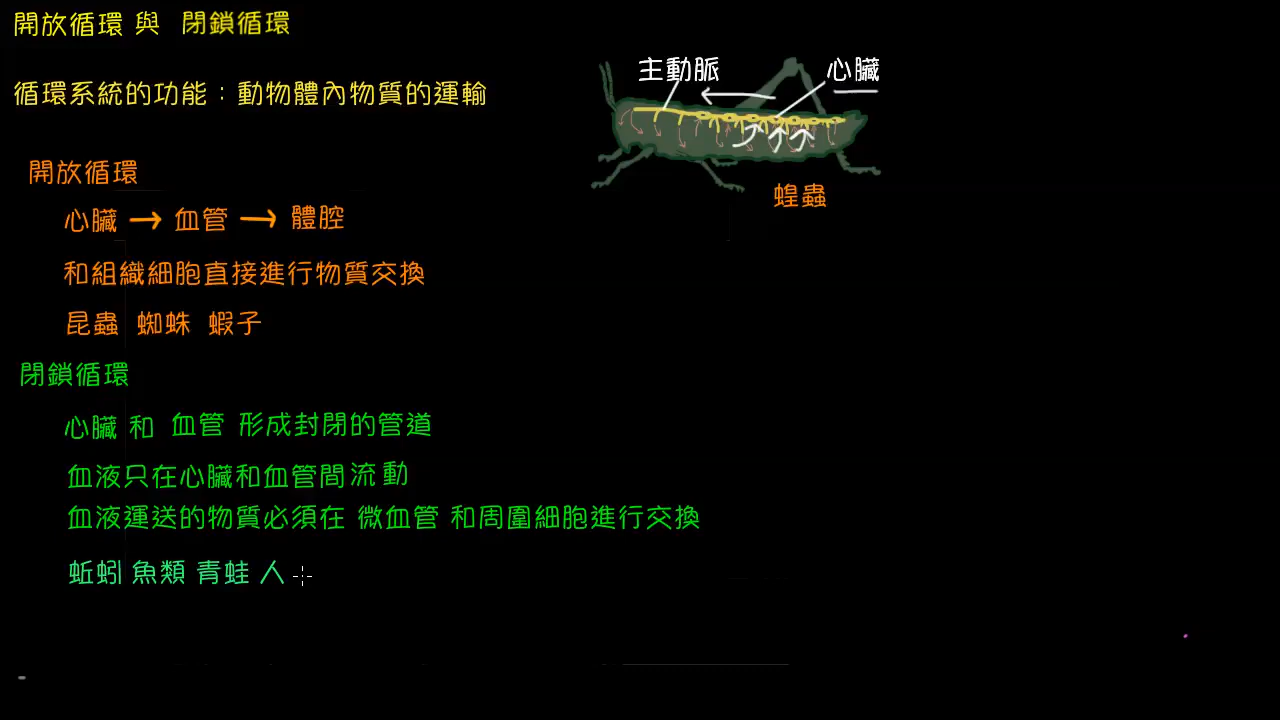 開放循環 與 閉鎖循環
循環系統的功能：動物體內物質的運輸
主動脈
心臟
蝗蟲
開放循環
心臟 → 血管 → 體腔
和組織細胞直接進行物質交換
昆蟲 蜘蛛 蝦子
閉鎖循環
心臟 和 血管 形成封閉的管道
血液只在心臟和血管間流動
血液運送的物質必須在 微血管 和周圍細胞進行交換
蚯蚓 魚類 青蛙 人